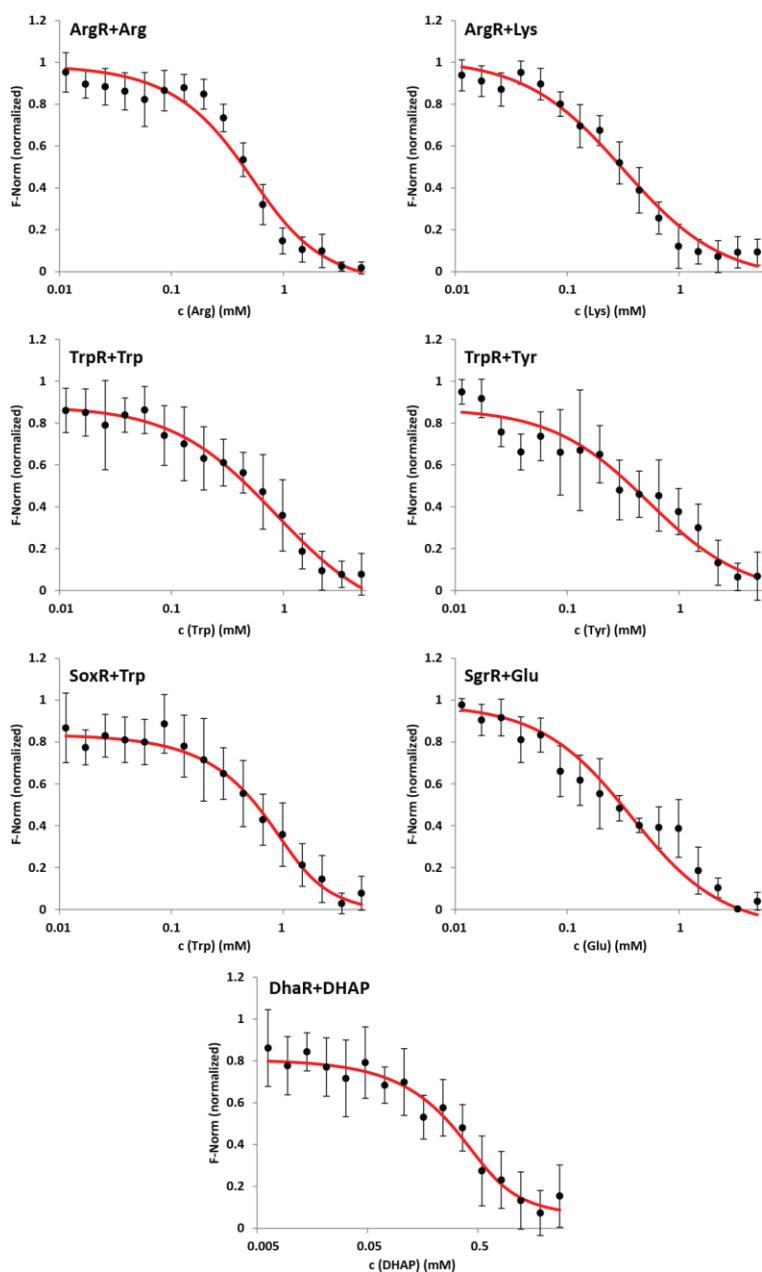 ArgR+Arg
1.2
1
0.8
0.6
0.4
0.2
0
F-Norm (normalized)
0.01 0.1 1
c (Arg) (mM)
ArgR+Lys
1.2
1
0.8
0.6
0.4
0.2
0
F-Norm (normalized)
0.01 0.1 1
c (Lys) (mM)
TrpR+Trp
1.2
1
0.8
0.6
0.4
0.2
0
F-Norm (normalized)
0.01 0.1 1
c (Trp) (mM)
TrpR+Tyr
1.2
1
0.8
0.6
0.4
0.2
0
F-Norm (normalized)
0.01 0.1 1
c (Tyr) (mM)
SoxR+Trp
1.2
1
0.8
0.6
0.4
0.2
0
F-Norm (normalized)
0.01 0.1 1
c (Trp) (mM)
SgrR+Glu
1.2
1
0.8
0.6
0.4
0.2
0
F-Norm (normalized)
0.01 0.1 1
c (Glu) (mM)
DhaR+DHAP
1.2
1
0.8
0.6
0.4
0.2
0
F-Norm (normalized)
0.005 0.05 0.5
c (DHAP) (mM)